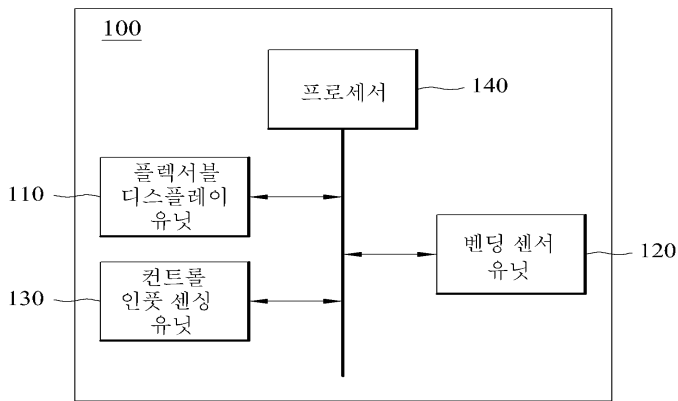 100
프로세서
140
플렉서블
디스플레이
유닛
110
벤딩 센서
유닛
120
컨트롤
인풋 센싱
유닛
130